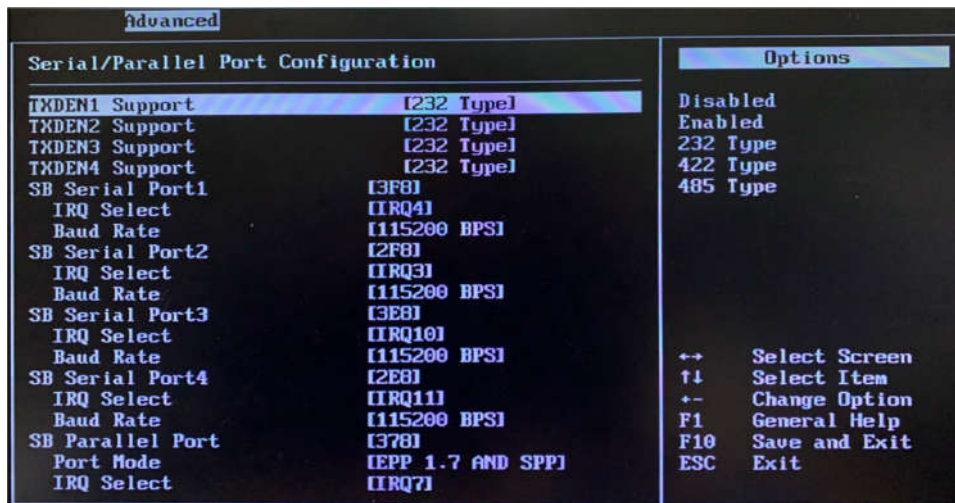 Advanced
Serial/Parallel Port Configuration
TXDEN1 Support [232 Type]
TXDEN2 Support [232 Type]
TXDEN3 Support [232 Type]
TXDEN4 Support [232 Type]
SB Serial Port1 [3F8]
IRQ Select [IRQ4]
Baud Rate [115200 BPS]
SB Serial Port2 [2F8]
IRQ Select [IRQ3]
Baud Rate [115200 BPS]
SB Serial Port3 [3E8]
IRQ Select [IRQ10]
Baud Rate [115200 BPS]
SB Serial Port4 [2E8]
IRQ Select [IRQ11]
Baud Rate [115200 BPS]
SB Parallel Port [378]
Port Mode [EPP 1.7 AND SPP]
IRQ Select [IRQ7]
Options
Disabled
Enabled
232 Type
422 Type
485 Type
↔ Select Screen
↑↓ Select Item
+- Change Option
F1 General Help
F10 Save and Exit
ESC Exit